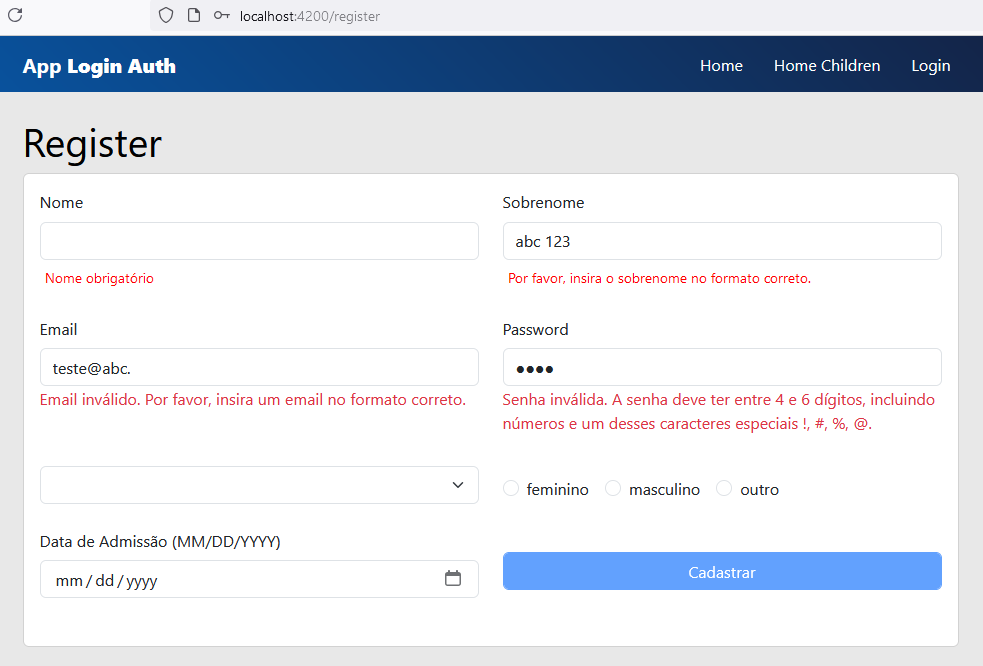 localhost:4200/register
App Login Auth
Home Home Children Login
Register
Nome
Sobrenome
abc 123
Nome obrigatório
Por favor, insira o sobrenome no formato correto.
Email
Password
teste@abc.
●●●●
Email inválido. Por favor, insira um email no formato correto.
Senha inválida. A senha deve ter entre 4 e 6 dígitos, incluindo
números e um desses caracteres especiais !, #, %, @.
feminino masculino outro
Data de Admissão (MM/DD/YYYY)
mm / dd / yyyy
Cadastrar